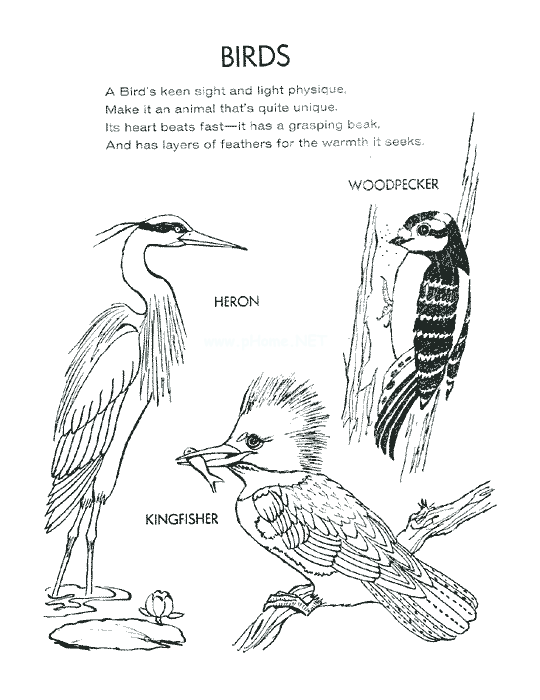 BIRDS
A Bird's keen sight and light physique,
Make it an animal that's quite unique.
Its heart beats fast—it has a grasping beak,
And has layers of feathers for the warmth it seeks.
WOODPECKER
HERON
KINGFISHER